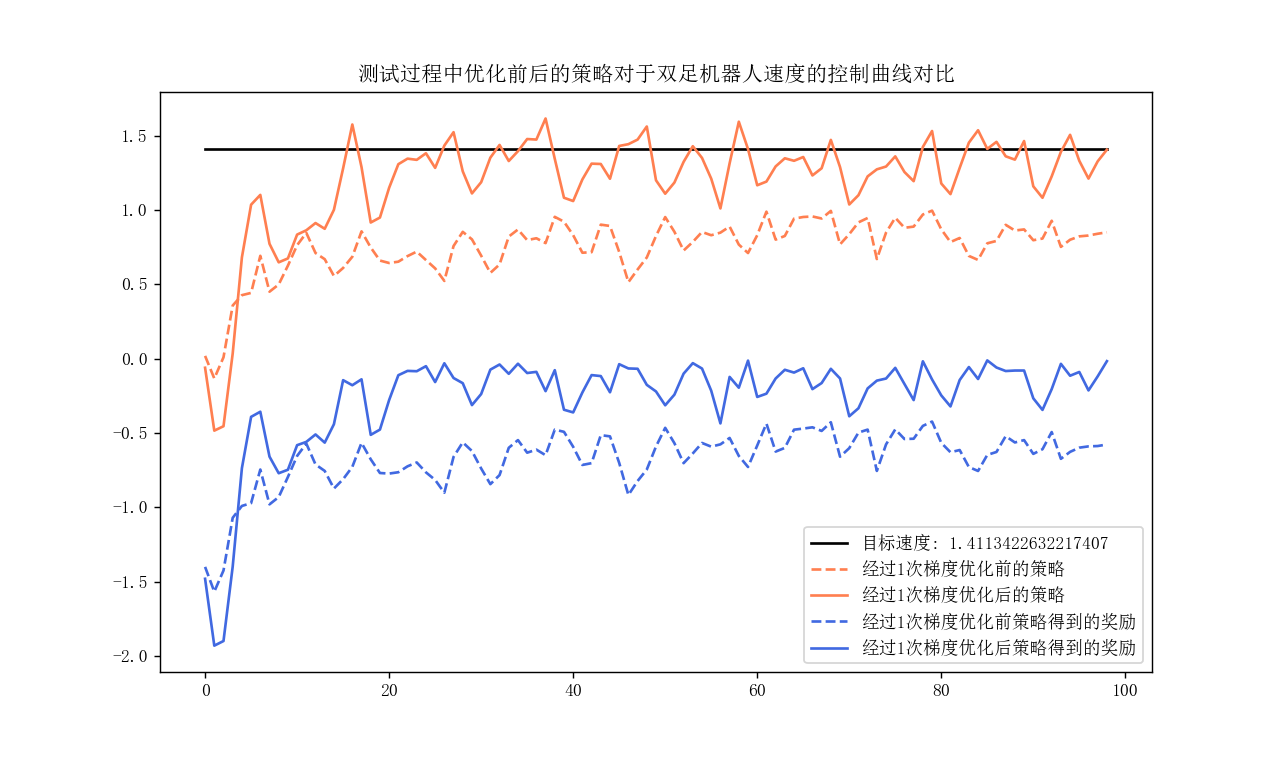 测试过程中优化前后的策略对于双足机器人速度的控制曲线对比
1.5
1.0
0.5
0.0
−0.5
−1.0
−1.5
−2.0
0 20 40 60 80 100
目标速度: 1.4113422632217407
经过1次梯度优化前的策略
经过1次梯度优化后的策略
经过1次梯度优化前策略得到的奖励
经过1次梯度优化后策略得到的奖励